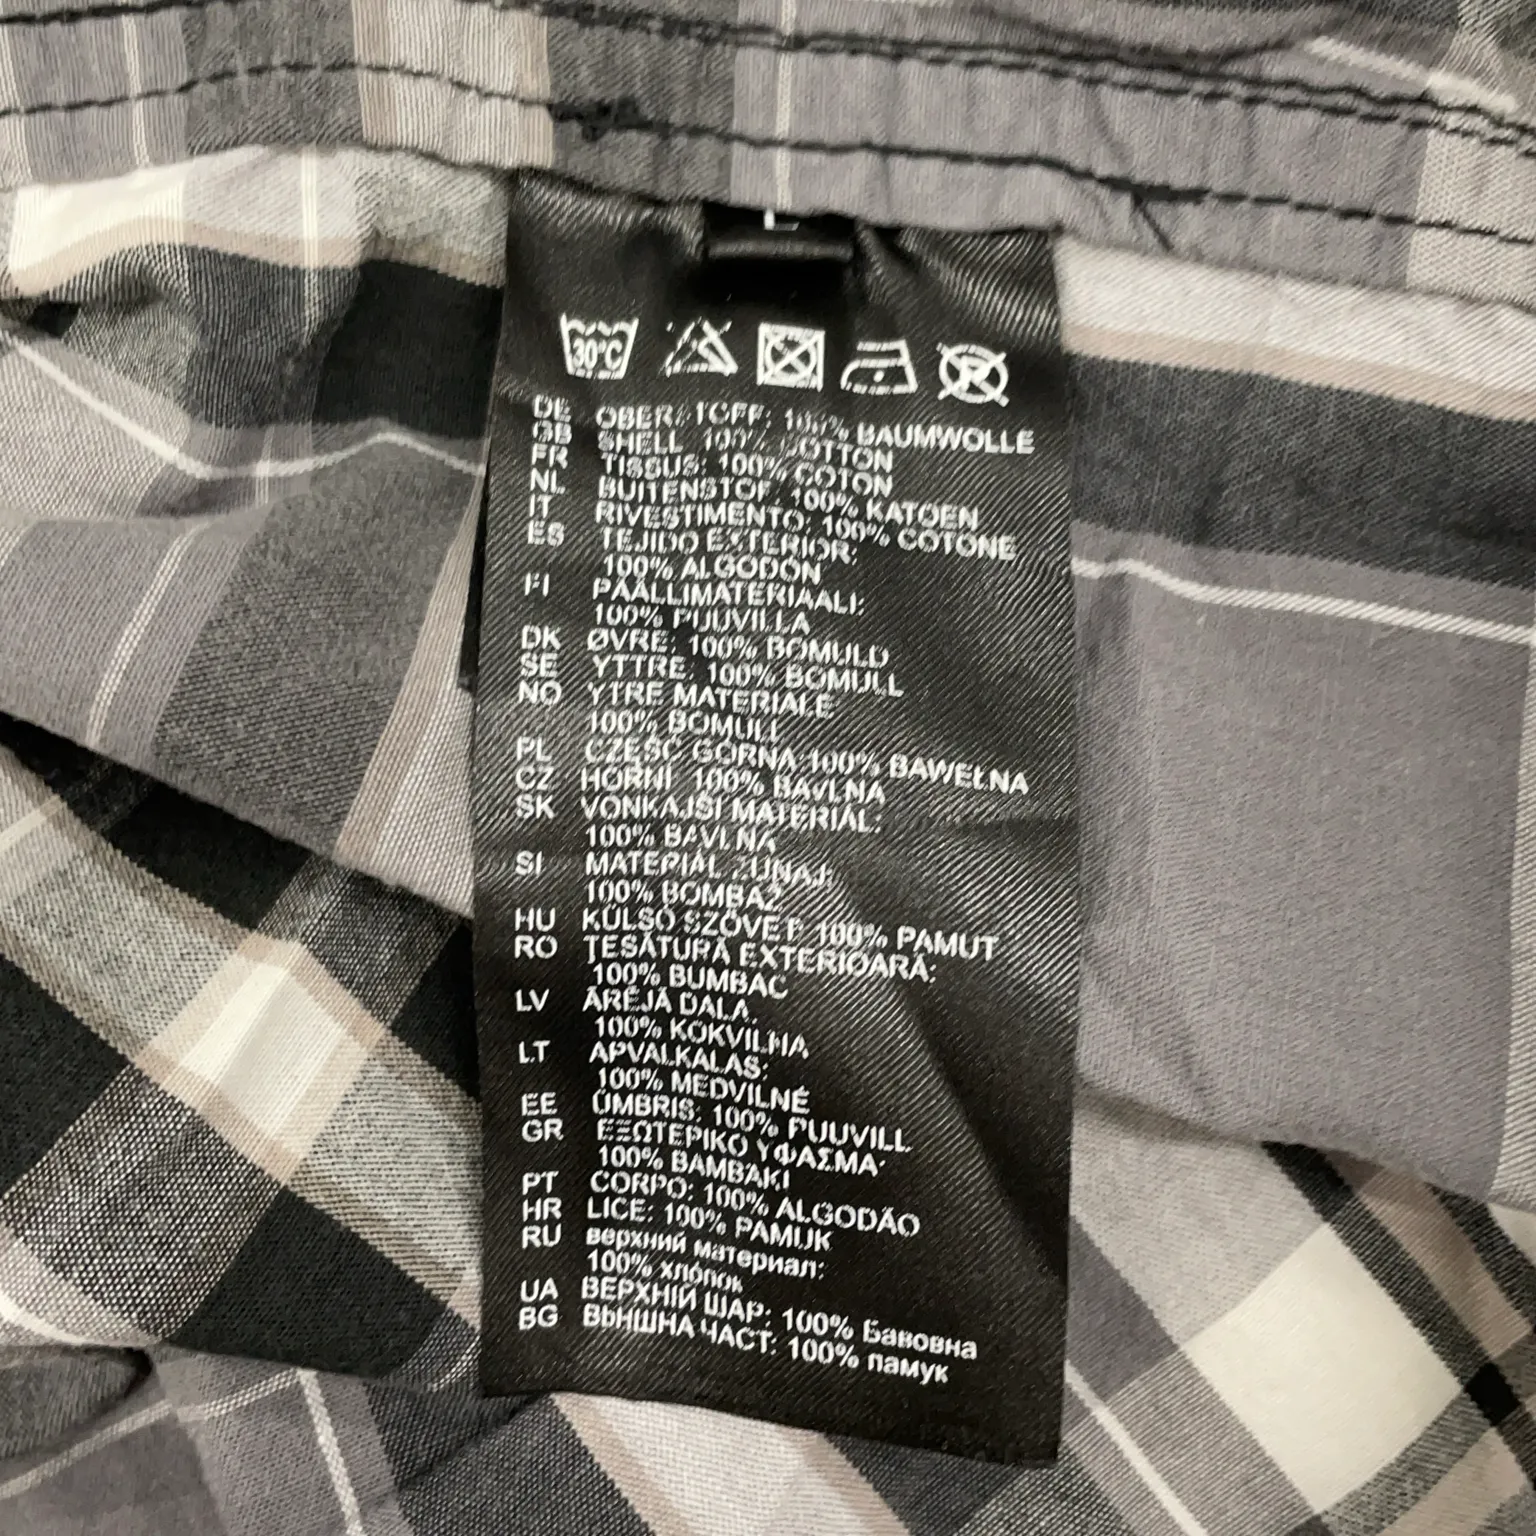 30°C
DE OBERSTOFF: 100% BAUMWOLLE
GB SHELL: 100% COTTON
FR TISSUS: 100% COTON
NL BUITENSTOF: 100% KATOEN
IT RIVESTIMENTO: 100% COTONE
ES TEJIDO EXTERIOR:
100% ALGODÓN
FI PÄÄLLIMATERIAALI:
100% PUUVILLA
DK ØVRE: 100% BOMULD
SE YTTRE: 100% BOMULL
NO YTRE MATERIALE
100% BOMULL
PL CZĘŚĆ GÓRNA:100% BAWEŁNA
CZ HORNÍ: 100% BAVLNA
SK VONKAJŠÍ MATERIÁL:
100% BAVLNA
SI MATERIAL ZUNAJ:
100% BOMBAŽ
HU KÜLSŐ SZÖVET: 100% PAMUT
RO ȚESĂTURĂ EXTERIOARĂ:
100% BUMBAC
LV ĀRĒJĀ DAĻA:
100% KOKVILNA
LT APVALKALAS:
100% MEDVILNĖ
EE ÜMBRIS: 100% PUUVILL
GR ΕΞΩΤΕΡΙΚΟ ΥΦΑΣΜΑ:
100% ΒΑΜΒΑΚΙ
PT CORPO: 100% ALGODÃO
HR LICE: 100% PAMUK
RU верхний материал:
100% хлопок
UA ВЕРХНІЙ ШАР: 100% Бавовна
BG ВЬНШНА ЧАСТ: 100% памук